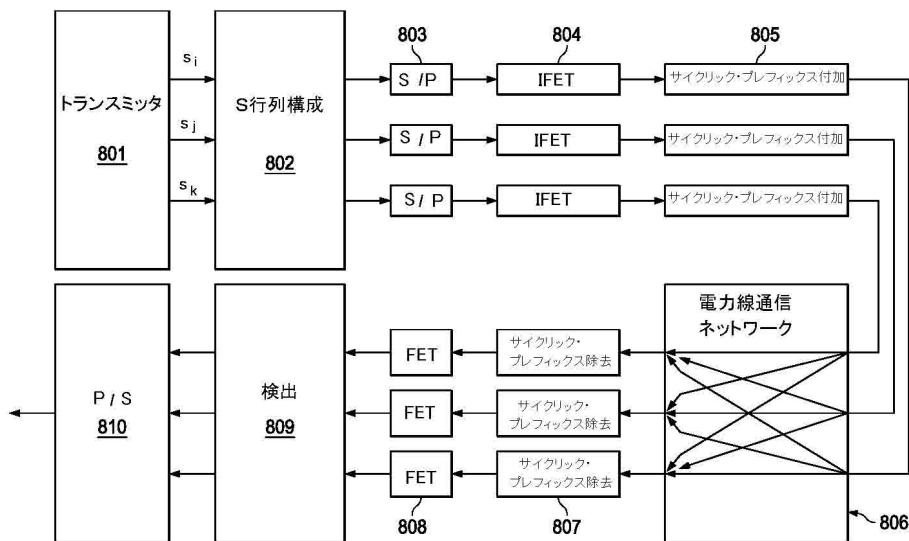 トランスミッタ
801
si
sj
sk
S行列構成
802
803
S/P
S/P
S/P
804
IFET
IFET
IFET
805
サイクリック・プレフィックス付加
サイクリック・プレフィックス付加
サイクリック・プレフィックス付加
P/S
810
検出
809
FET
FET
FET
808
サイクリック・
プレフィックス除去
サイクリック・
プレフィックス除去
サイクリック・
プレフィックス除去
807
電力線通信
ネットワーク
806